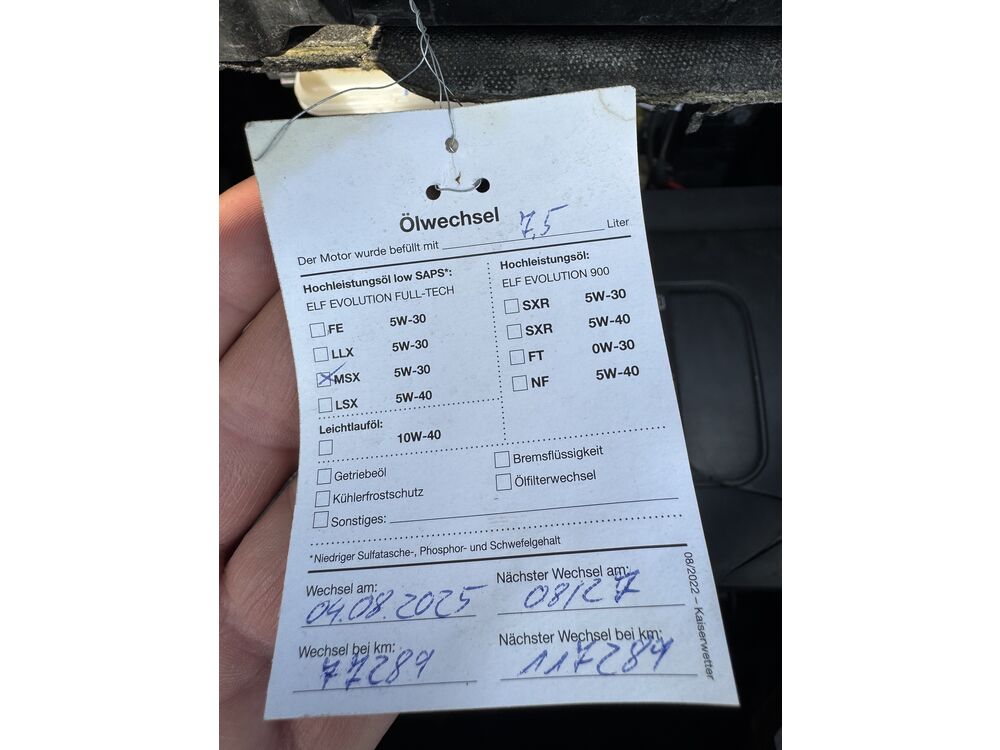 Ölwechsel
Der Motor wurde befüllt mit 7,5 Liter
Hochleistungsöl low SAPS*:
ELF EVOLUTION FULL-TECH
FE 5W-30
LLX 5W-30
MSX 5W-30
LSX 5W-40
Leichtlauföl:
10W-40
Hochleistungsöl:
ELF EVOLUTION 900
SXR 5W-30
SXR 5W-40
FT 0W-30
NF 5W-40
Getriebeöl
Kühlerfrostschutz
Sonstiges:
Bremsflüssigkeit
Ölfilterwechsel
*Niedriger Sulfatasche-, Phosphor- und Schwefelgehalt
Wechsel am: 04.08.2025
Nächster Wechsel am: 08/27
Wechsel bei km: 77289
Nächster Wechsel bei km: 117289
08/2022 – Kaiserwetter